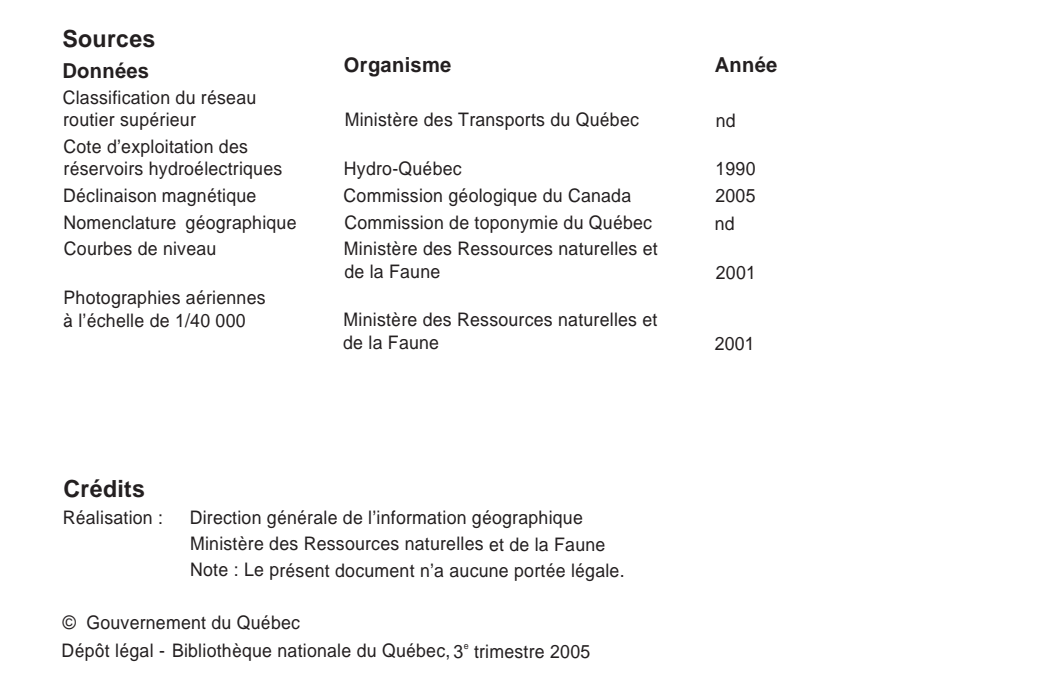 Sources
Données Organisme Année
Classification du réseau
routier supérieur Ministère des Transports du Québec nd
Cote d'exploitation des
réservoirs hydroélectriques Hydro-Québec 1990
Déclinaison magnétique Commission géologique du Canada 2005
Nomenclature géographique Commission de toponymie du Québec nd
Courbes de niveau Ministère des Ressources naturelles et
de la Faune 2001
Photographies aériennes
à l'échelle de 1/40 000 Ministère des Ressources naturelles et
de la Faune 2001
Crédits
Réalisation : Direction générale de l'information géographique
Ministère des Ressources naturelles et de la Faune
Note : Le présent document n'a aucune portée légale.
© Gouvernement du Québec
Dépôt légal - Bibliothèque nationale du Québec, 3e trimestre 2005